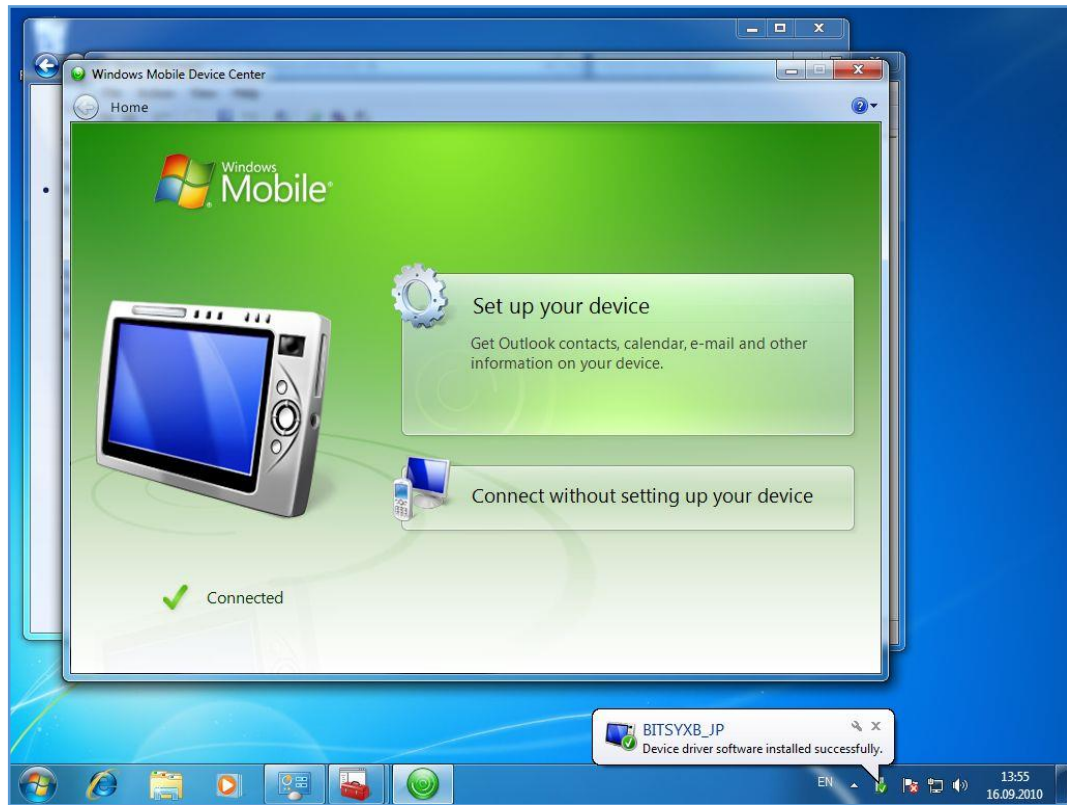 Windows Mobile Device Center
Home
Windows
Mobile®
Set up your device
Get Outlook contacts, calendar, e-mail and other
information on your device.
Connect without setting up your device
Connected
BITSYXB_JP
Device driver software installed successfully.
EN
13:55
16.09.2010